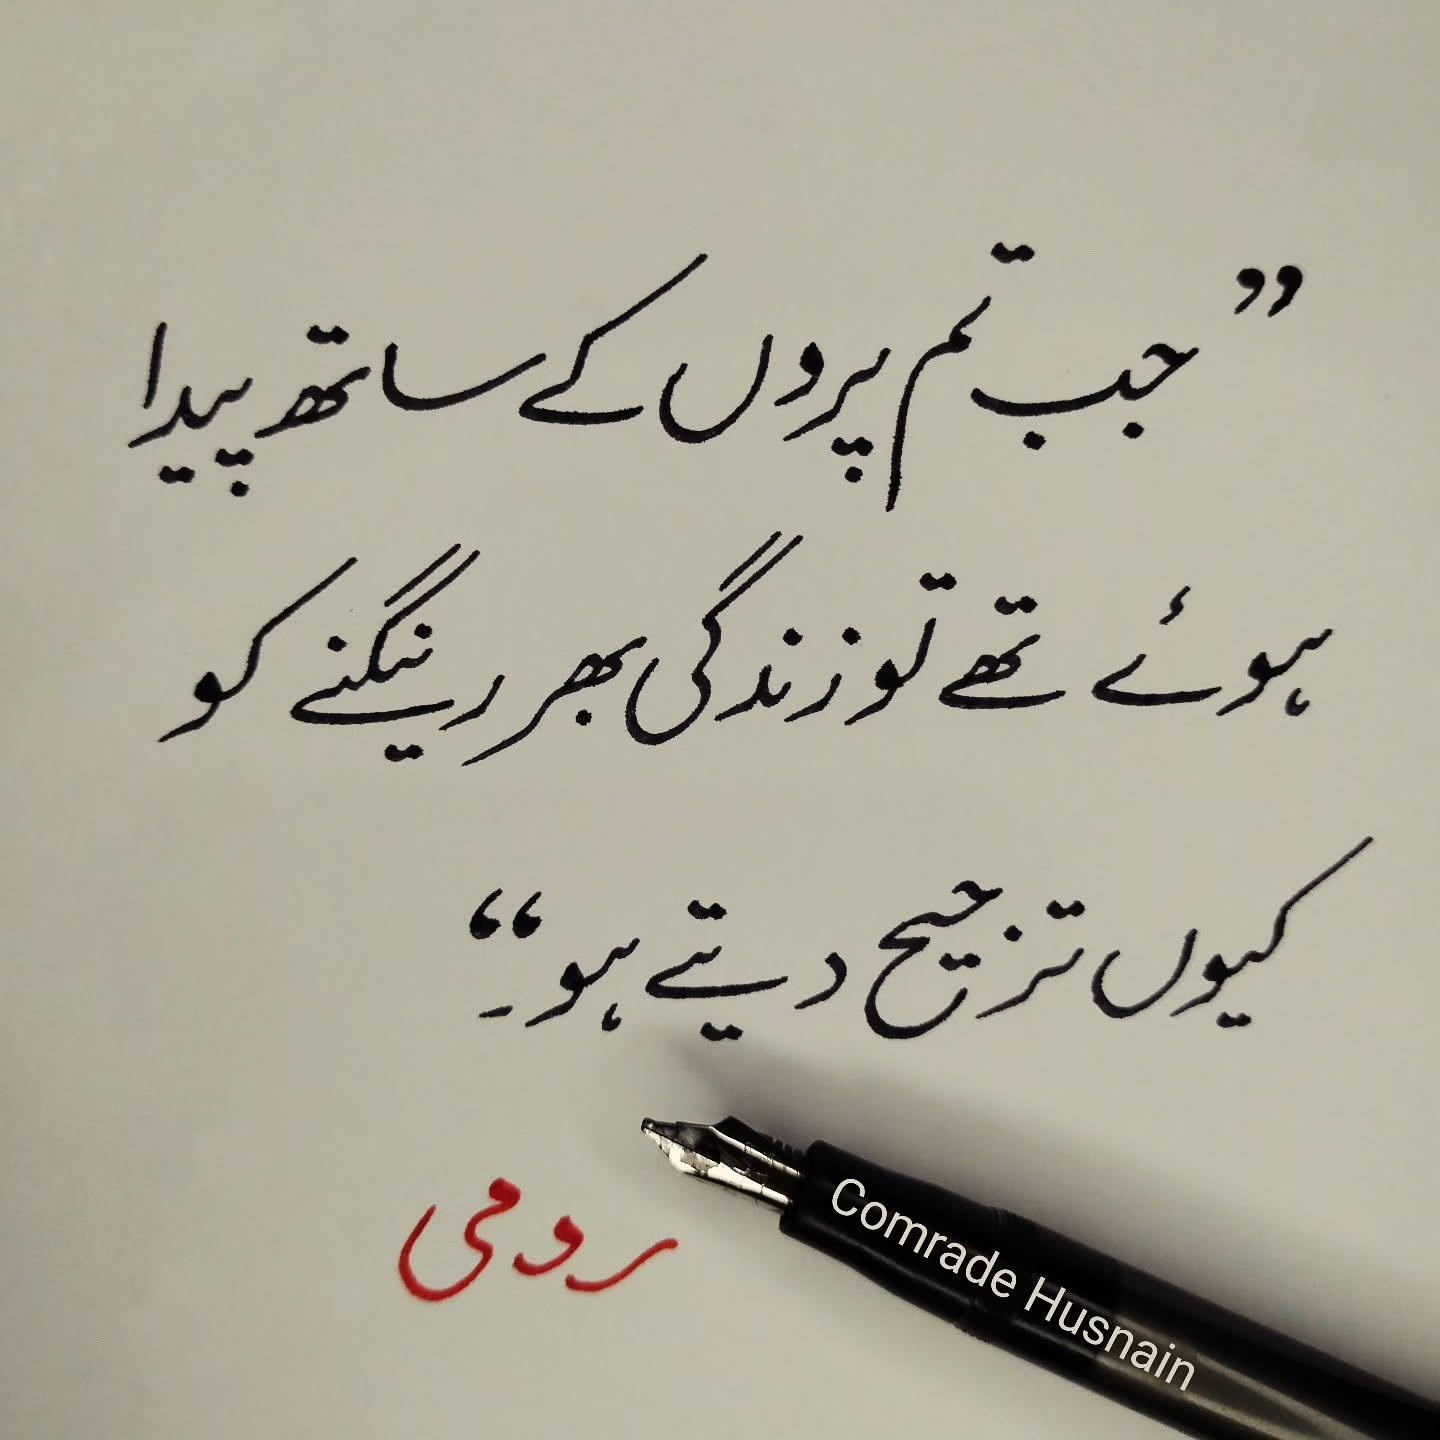 ”جب تم پروں کے ساتھ پیدا
ہوئے تھے تو زندگی بھر رینگنے کو
کیوں ترجیح دیتے ہو“۔
رومی
Comrade Husnain